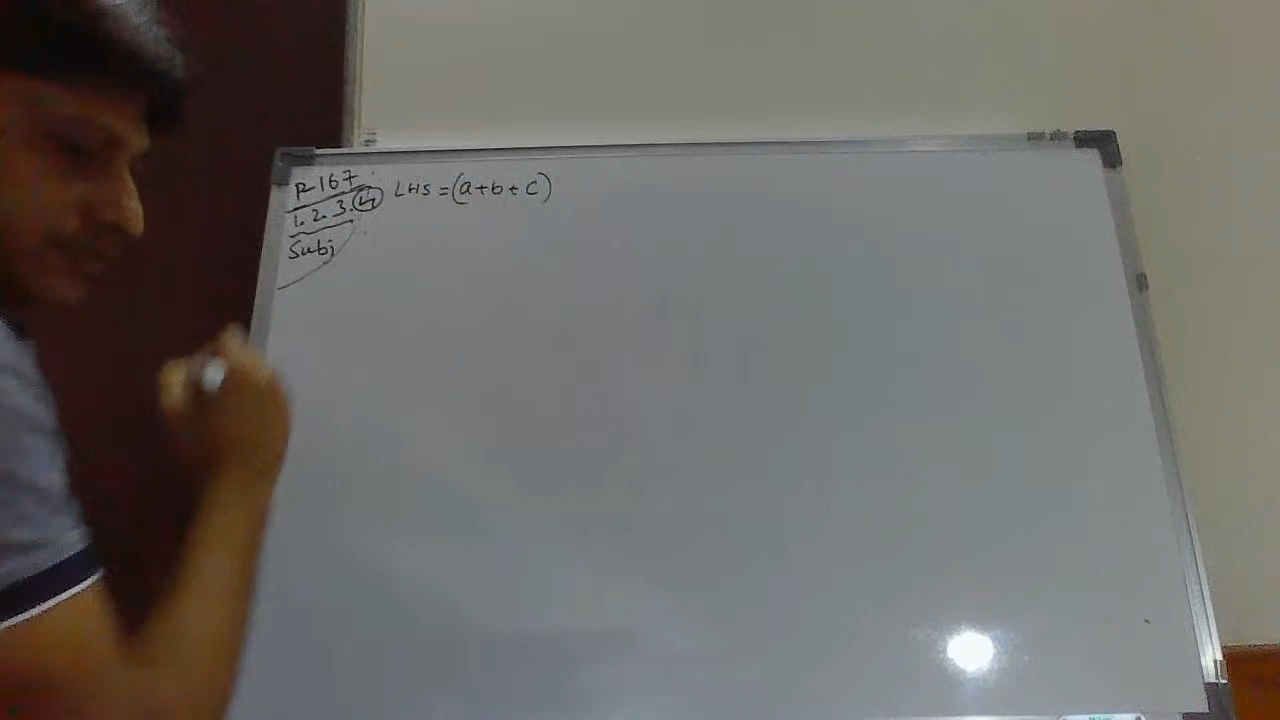 P-167
1.2.3.4 LHS = (a+b+c)
Subj